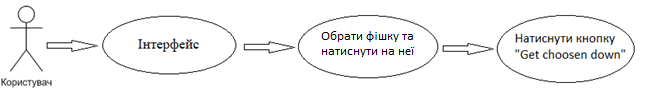 Користувач
Інтерфейс
Обрати фішку та
натиснути на неї
Натиснути кнопку
"Get choosen down"